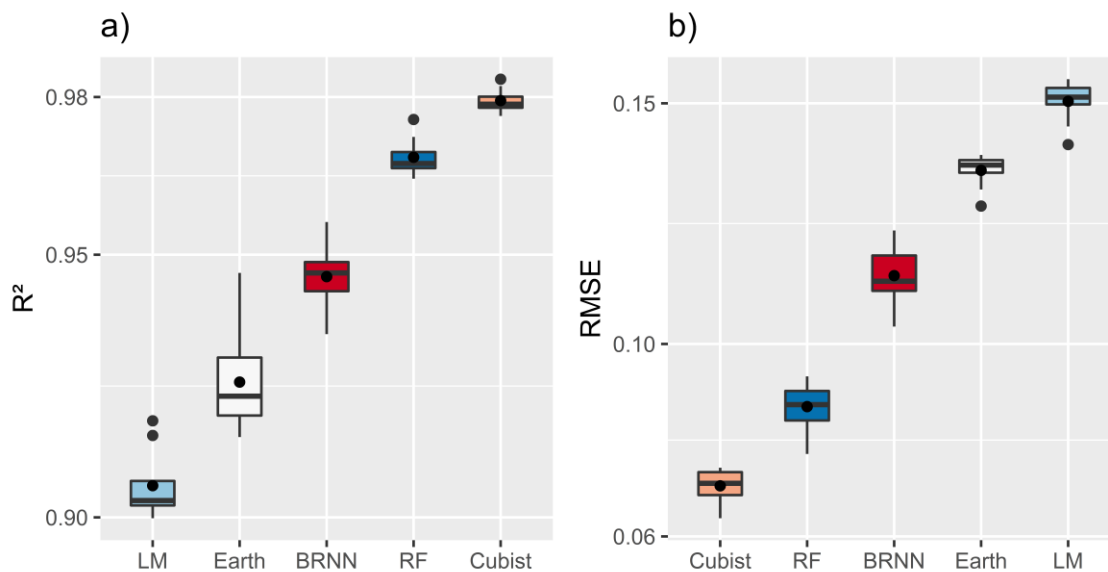 a)
R²
0.98
0.95
0.90
LM Earth BRNN RF Cubist
b)
RMSE
0.15
0.10
0.06
Cubist RF BRNN Earth LM